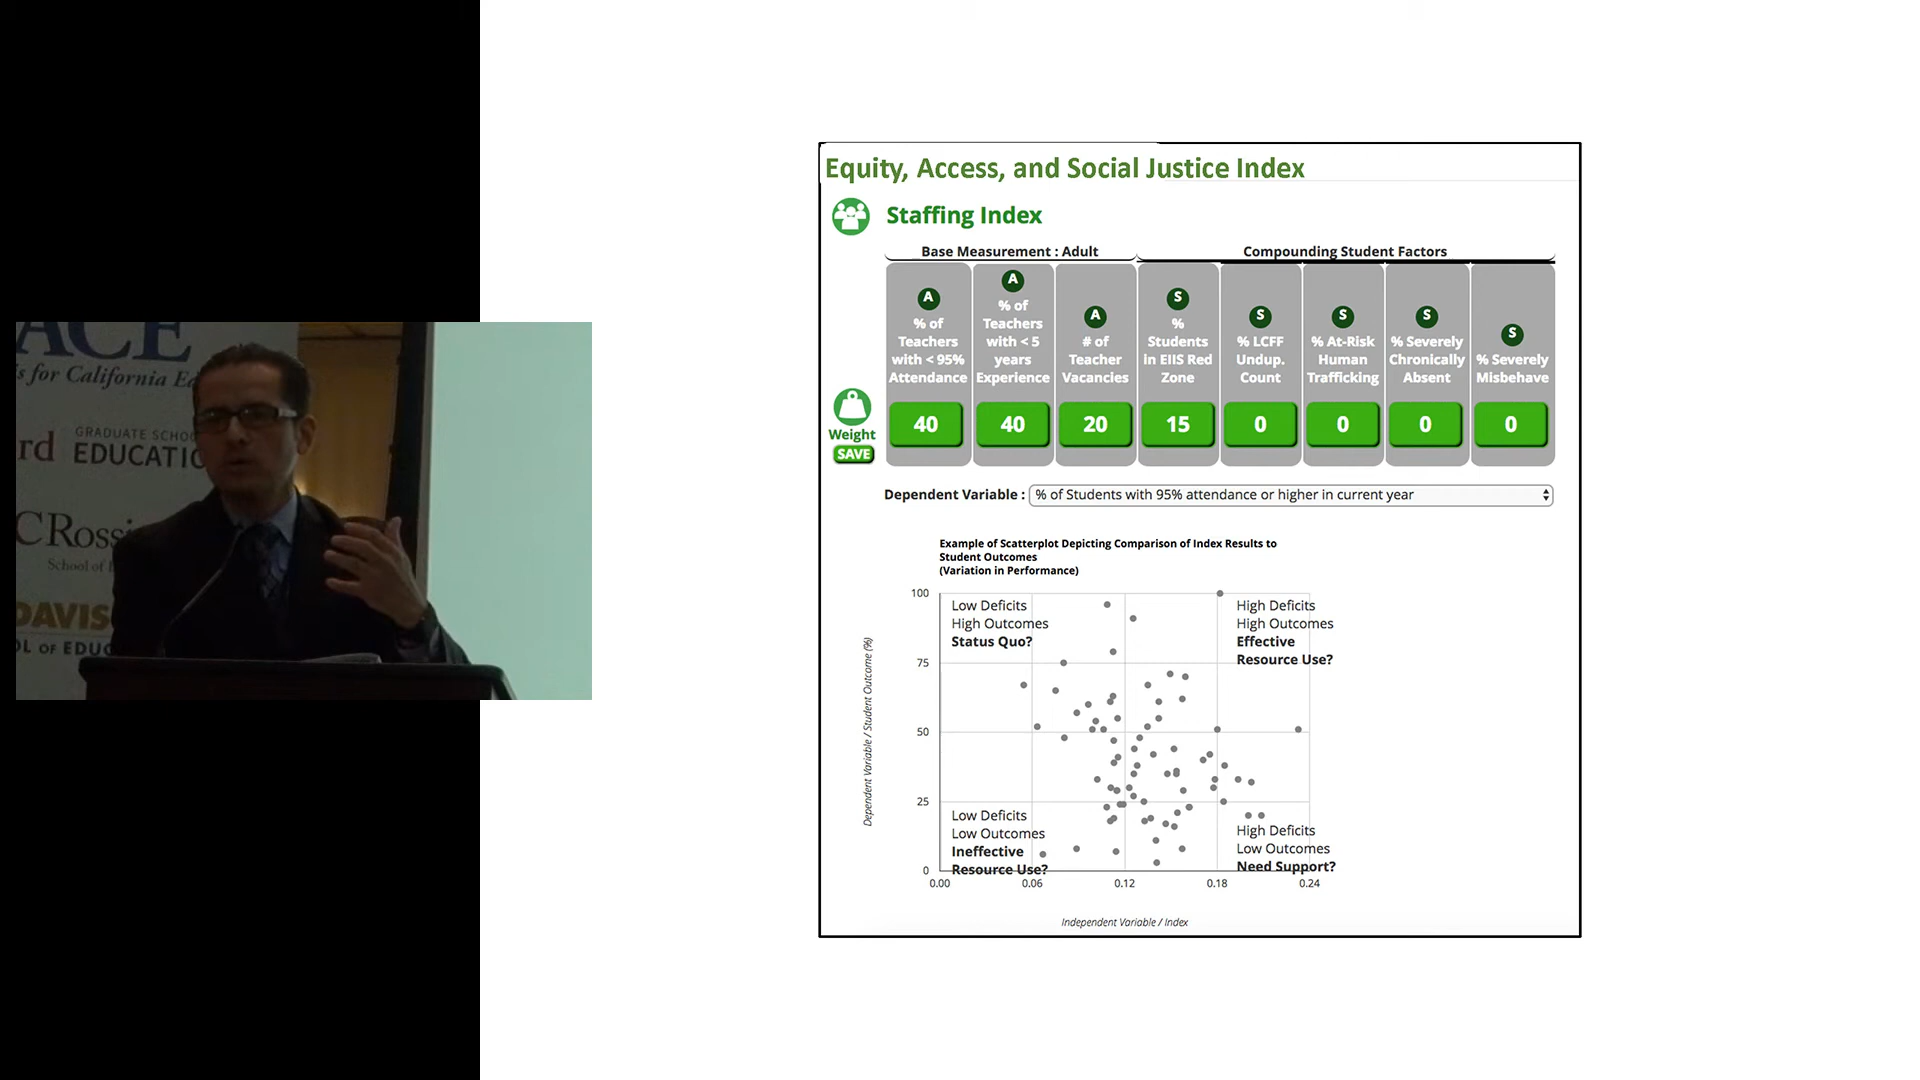 ACE
is for California Ed
rd
GRADUATE SCHO
EDUCATIO
CRossi
School of
DAVIS
OL OF EDUC
Equity, Access, and Social Justice Index
Staffing Index
Base Measurement : Adult
Compounding Student Factors
A
% of
Teachers
with < 95%
Attendance
A
% of
Teachers
with < 5
years
Experience
A
# of
Teacher
Vacancies
S
%
Students
in EIIS Red
Zone
S
% LCFF
Undup.
Count
S
% At-Risk
Human
Trafficking
S
% Severely
Chronically
Absent
S
% Severely
Misbehave
Weight
SAVE
40
40
20
15
0
0
0
0
Dependent Variable : % of Students with 95% attendance or higher in current year
Example of Scatterplot Depicting Comparison of Index Results to
Student Outcomes
(Variation in Performance)
Dependent Variable / Student Outcome (%)
100
75
50
25
0
Low Deficits
High Outcomes
Status Quo?
High Deficits
High Outcomes
Effective
Resource Use?
Low Deficits
Low Outcomes
Ineffective
Resource Use?
High Deficits
Low Outcomes
Need Support?
0.00
0.06
0.12
0.18
0.24
Independent Variable / Index